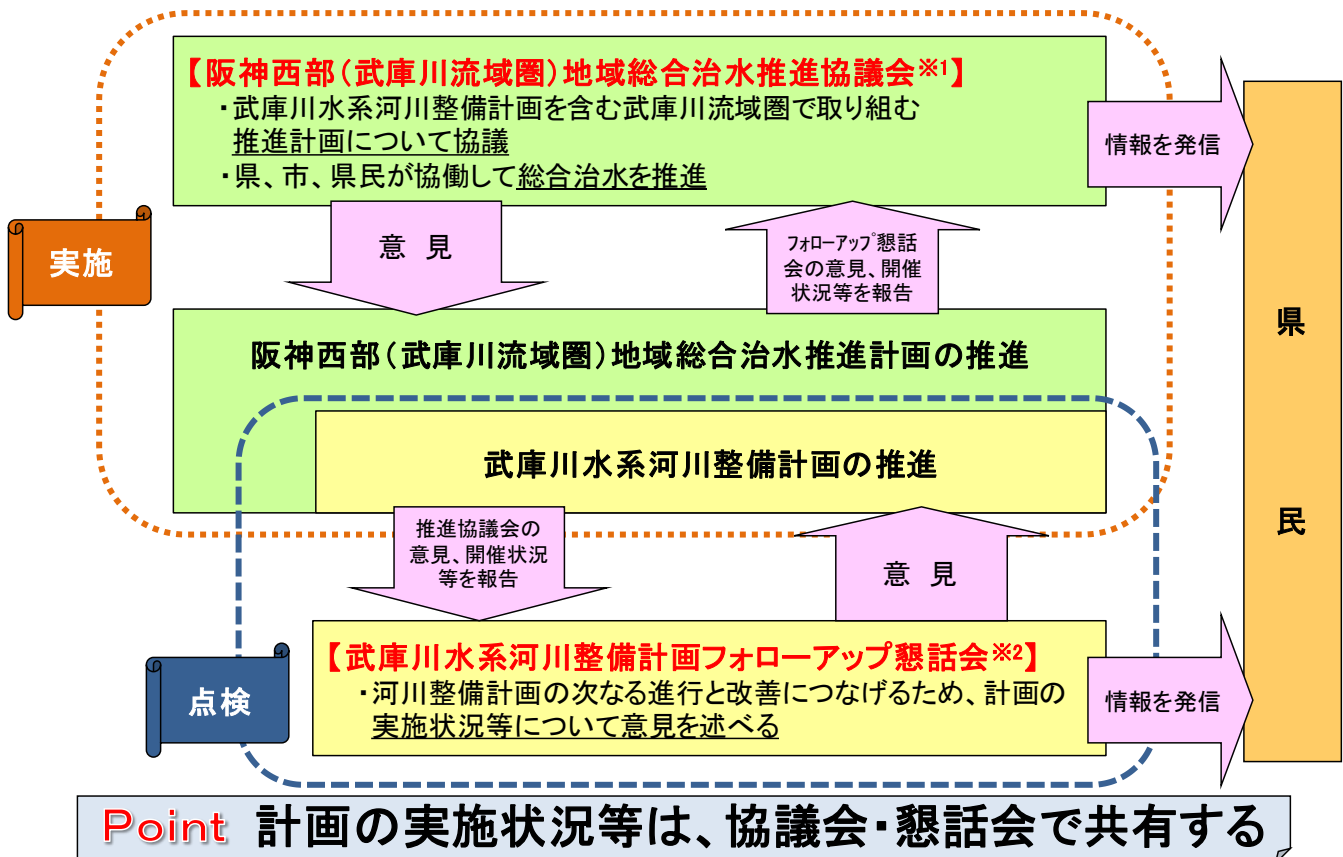 【阪神西部(武庫川流域圏)地域総合治水推進協議会※1】
・武庫川水系河川整備計画を含む武庫川流域圏で取り組む
推進計画について協議
・県、市、県民が協働して総合治水を推進
情報を発信
実施
意 見
フォローアップ懇話
会の意見、開催
状況等を報告
県
民
阪神西部(武庫川流域圏)地域総合治水推進計画の推進
武庫川水系河川整備計画の推進
推進協議会の
意見、開催状況
等を報告
意 見
点検
【武庫川水系河川整備計画フォローアップ懇話会※2】
・河川整備計画の次なる進行と改善につなげるため、計画の
実施状況等について意見を述べる
情報を発信
Point 計画の実施状況等は、協議会・懇話会で共有する